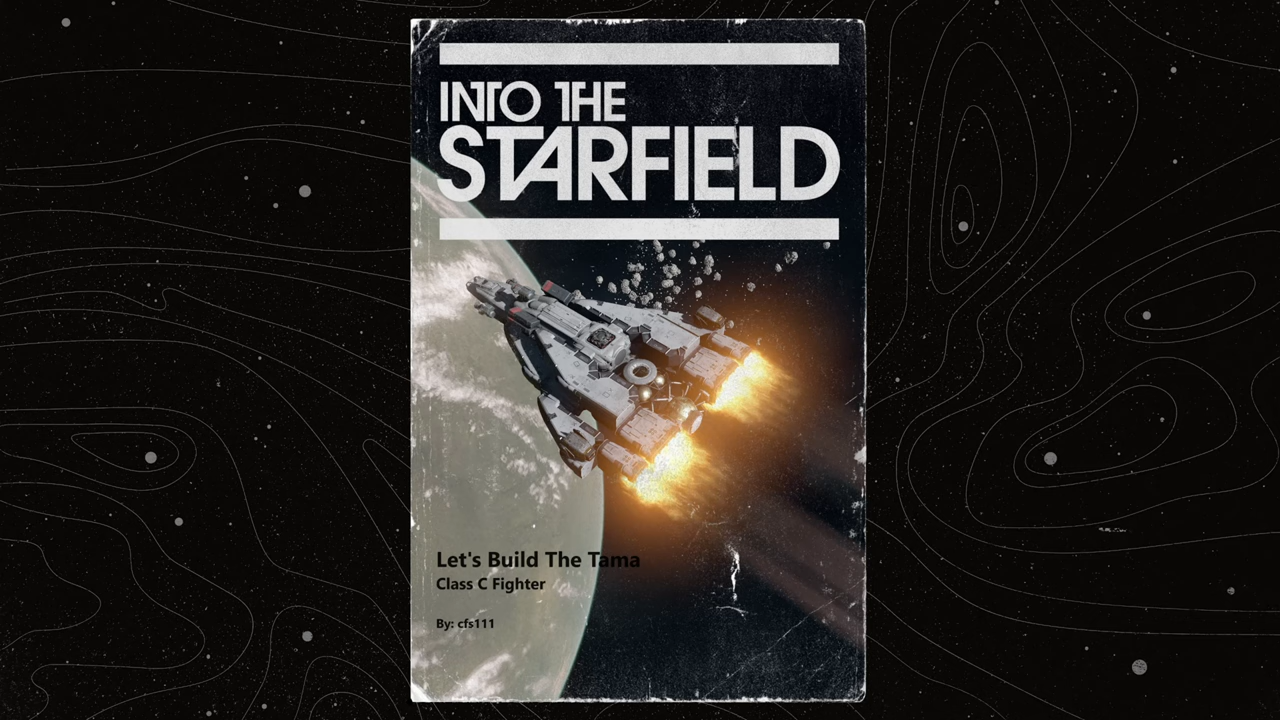 INTO THE
STARFIELD
Let's Build The Tama
Class C Fighter
By: cfs111